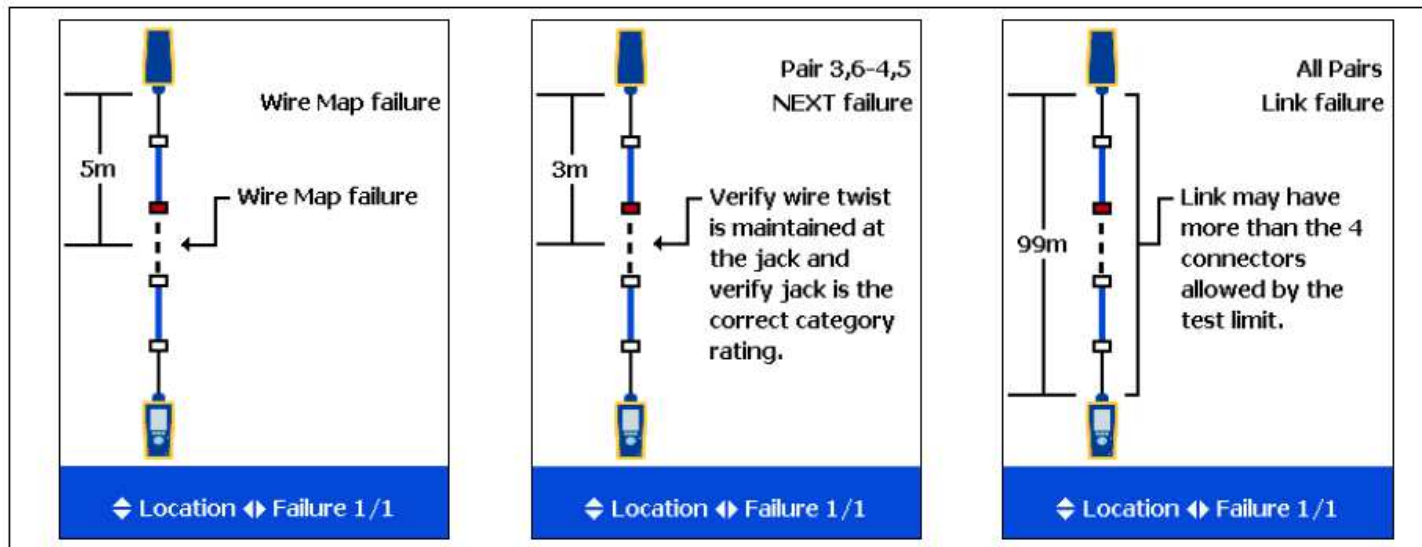 Wire Map failure
5m
Wire Map failure
Location Failure 1/1
Pair 3,6-4,5
NEXT failure
3m
Verify wire twist
is maintained at
the jack and
verify jack is the
correct category
rating.
Location Failure 1/1
All Pairs
Link failure
99m
Link may have
more than the 4
connectors
allowed by the
test limit.
Location Failure 1/1